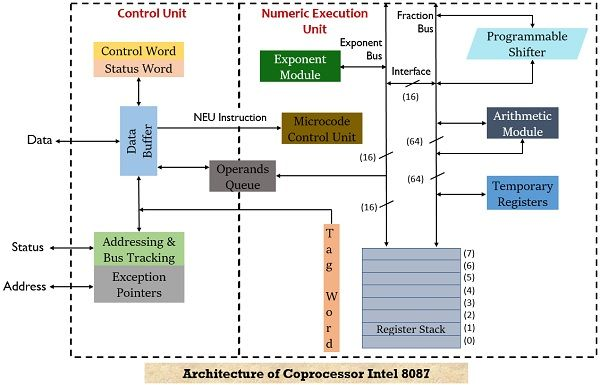 Control Unit
Numeric Execution
Unit
Fraction
Bus
Control Word
Status Word
Exponent
Bus
Exponent
Module
Programmable
Shifter
Interface
(16)
Data
Data
Buffer
NEU Instruction
Microcode
Control Unit
Arithmetic
Module
(64)
(16)
Operands
Queue
(64)
(16)
Temporary
Registers
Status
Addressing &
Bus Tracking
Address
Exception
Pointers
Tag Word
(7)
(6)
(5)
(4)
(3)
(2)
Register Stack (1)
(0)
Architecture of Coprocessor Intel 8087